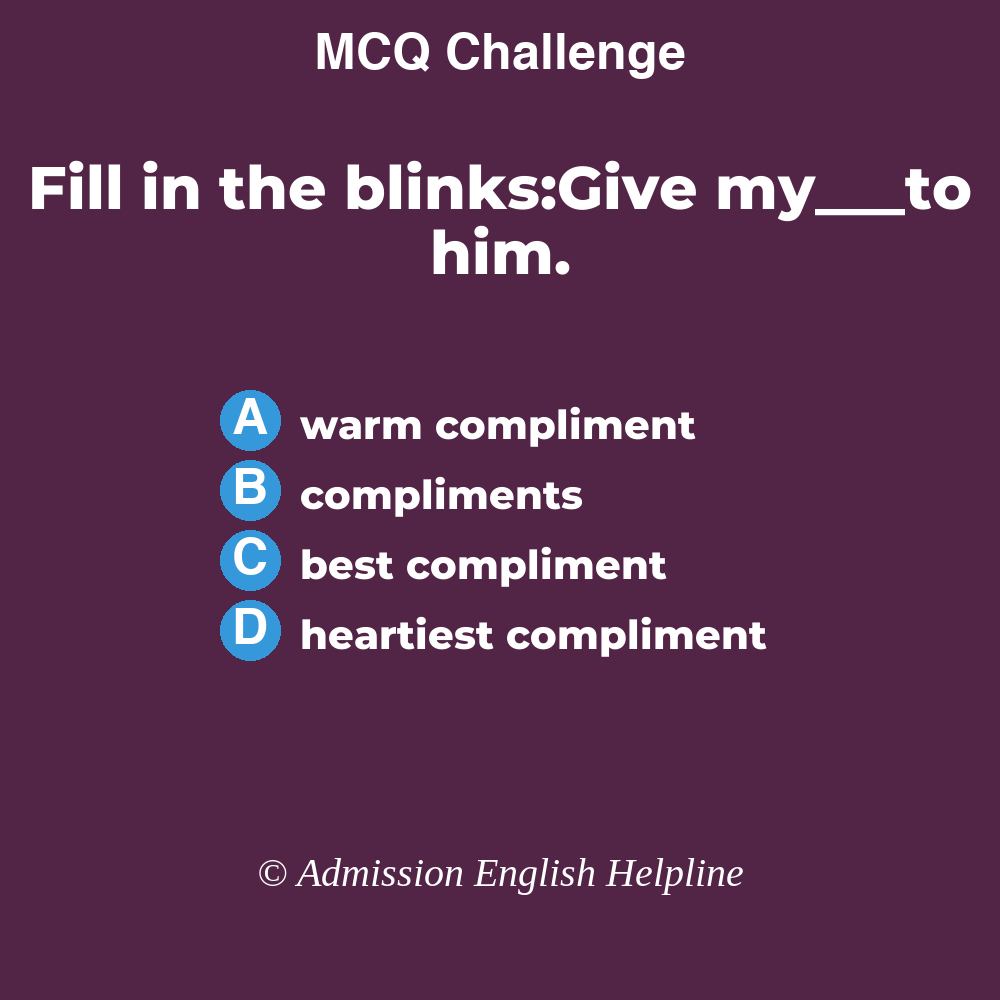 MCQ Challenge
Fill in the blinks:Give my___to
him.
A warm compliment
B compliments
C best compliment
D heartiest compliment
© Admission English Helpline